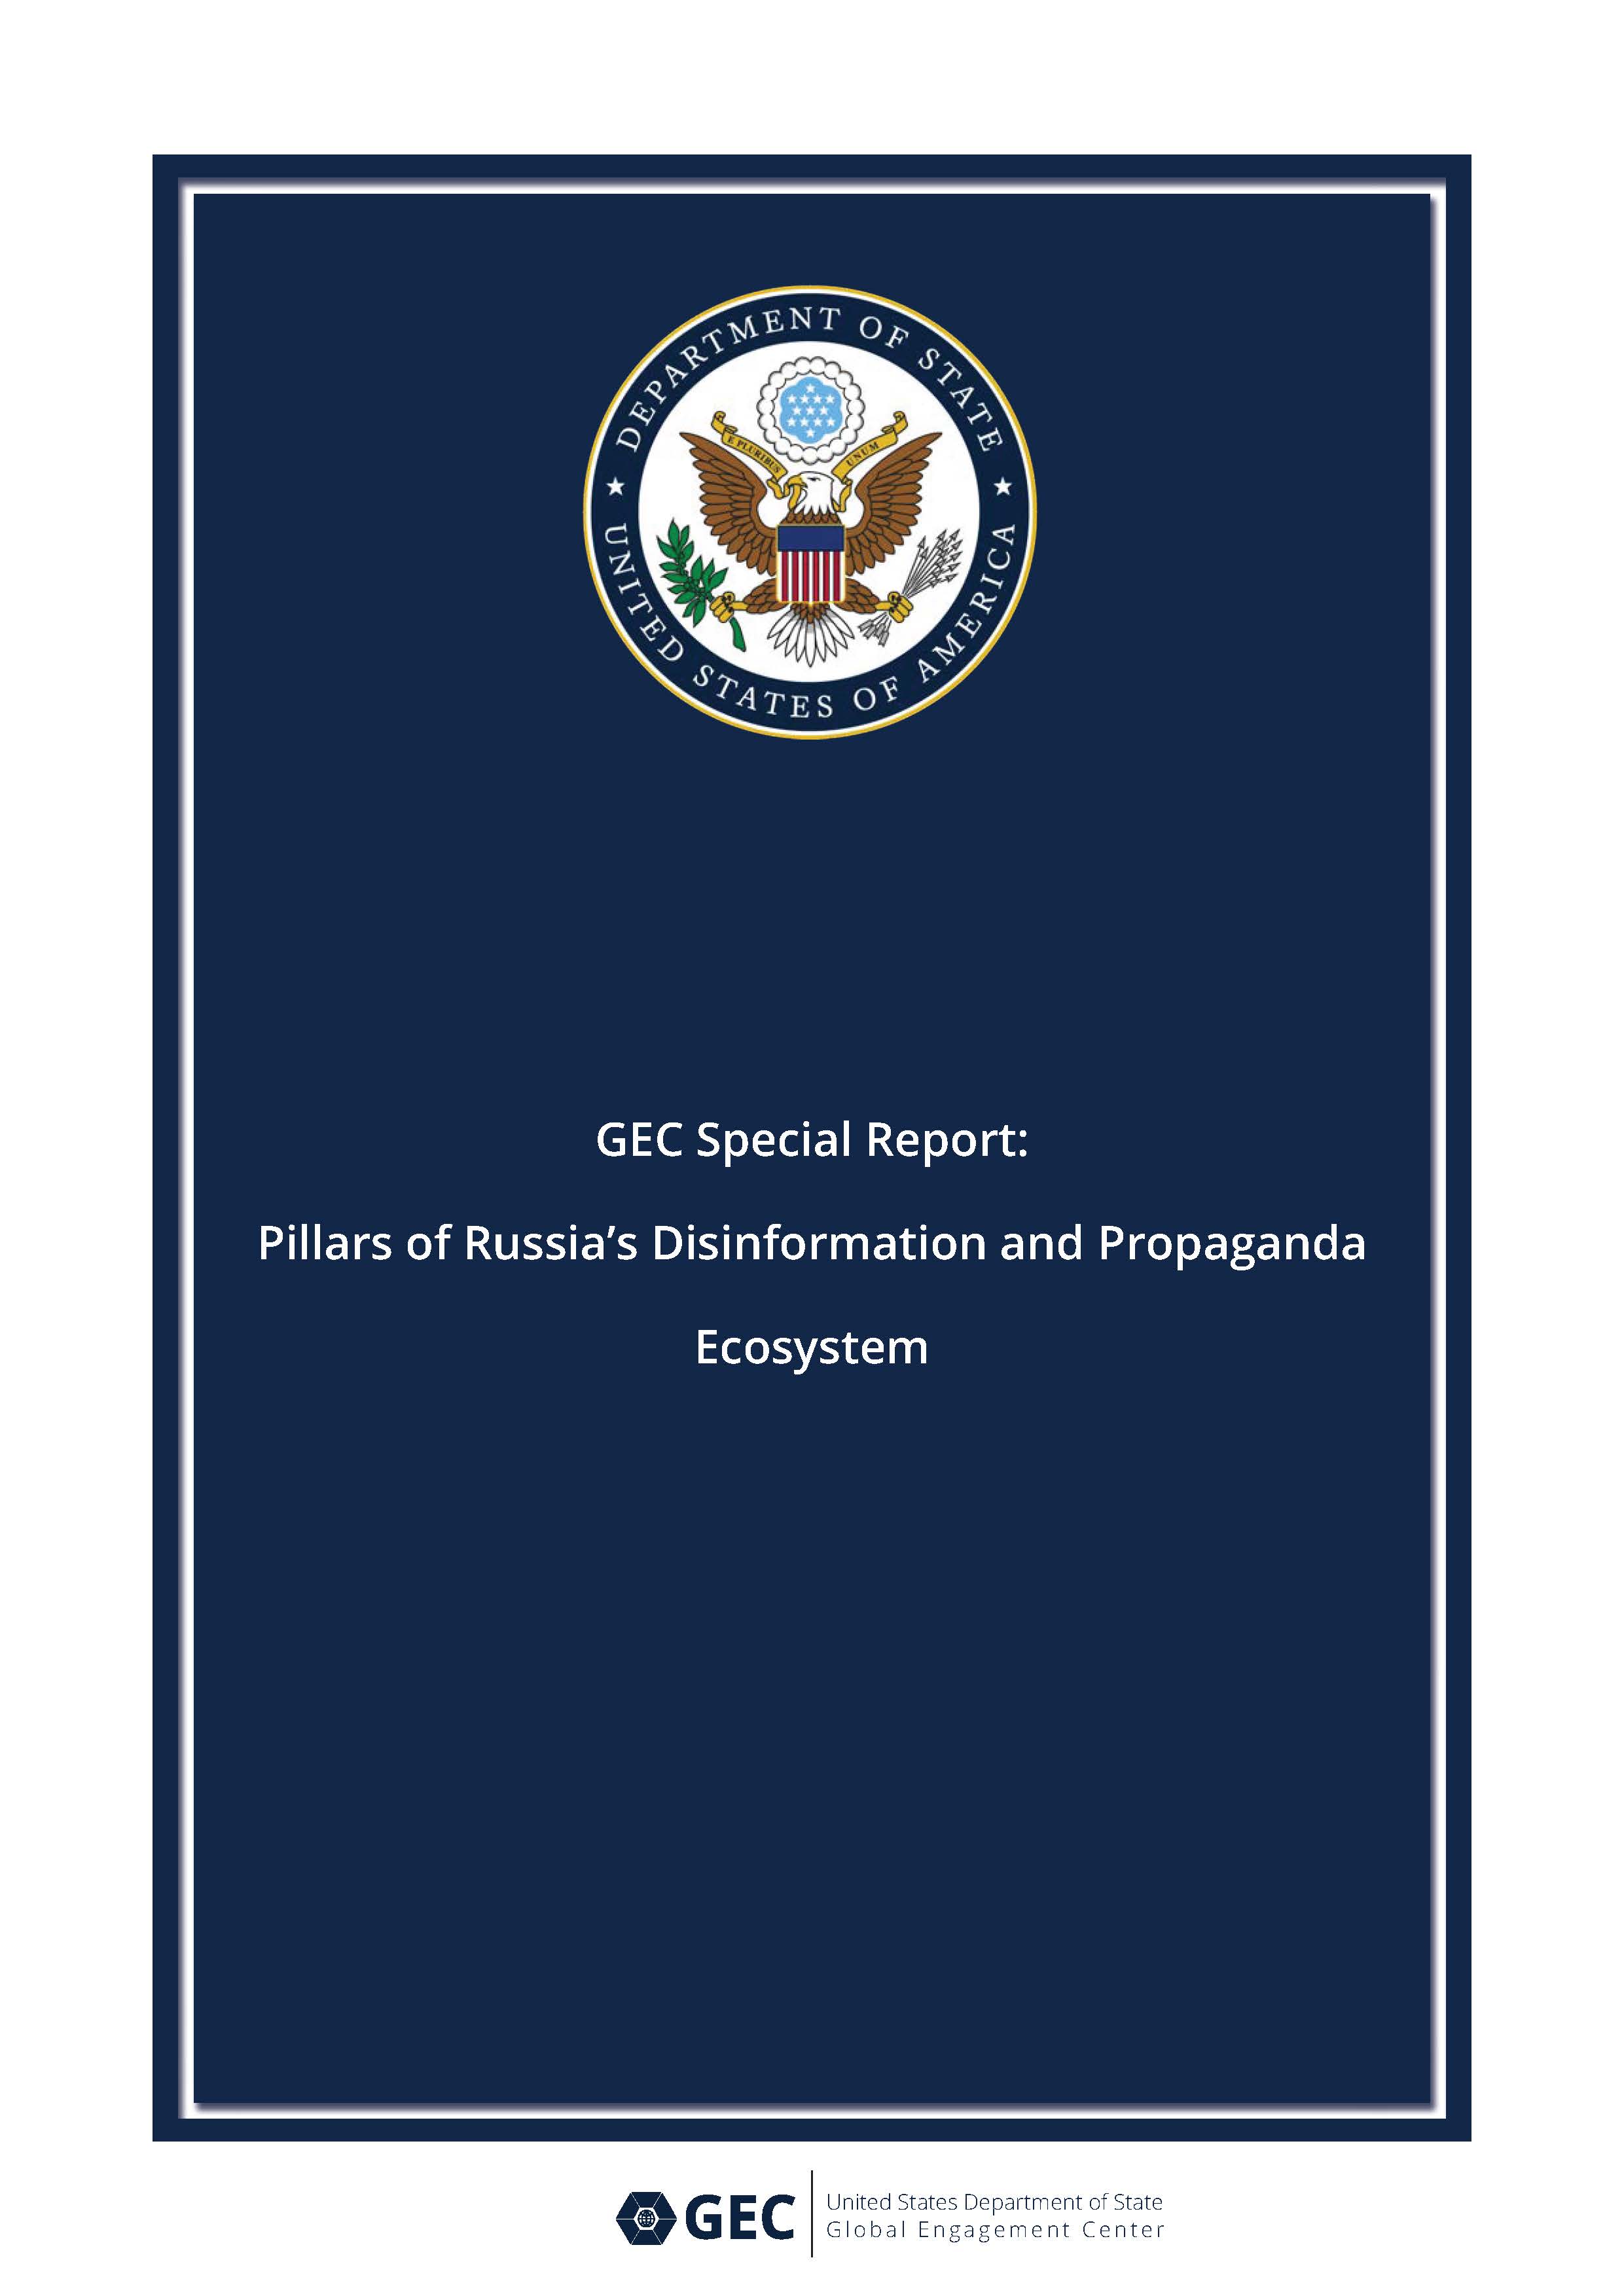 DEPARTMENT OF STATE
E PLURIBUS UNUM
UNITED STATES OF AMERICA
GEC Special Report:
Pillars of Russia’s Disinformation and Propaganda
Ecosystem
GEC
United States Department of State
Global Engagement Center